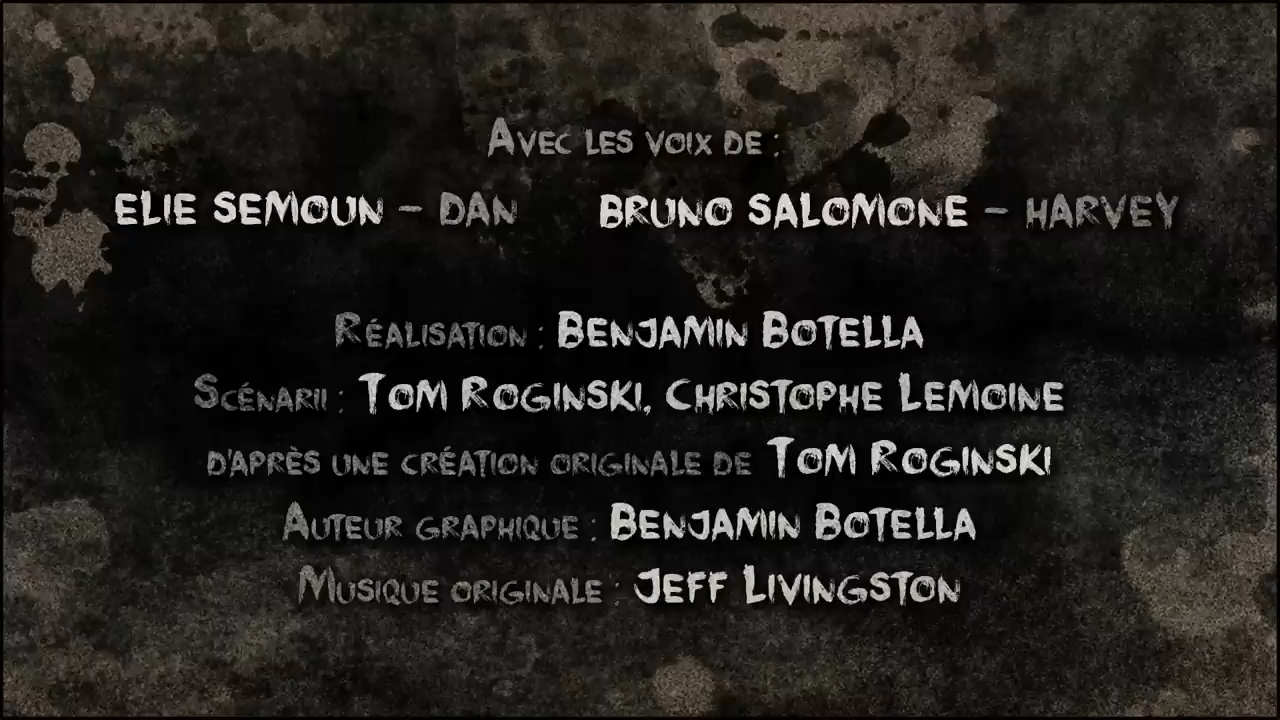 Avec les voix de :
ELIE SEMOUN - DAN BRUNO SALOMONE - HARVEY
Réalisation : Benjamin Botella
Scénarii : Tom Roginski, Christophe Lemoine
d'après une création originale de Tom Roginski
Auteur graphique : Benjamin Botella
Musique originale : Jeff Livingston